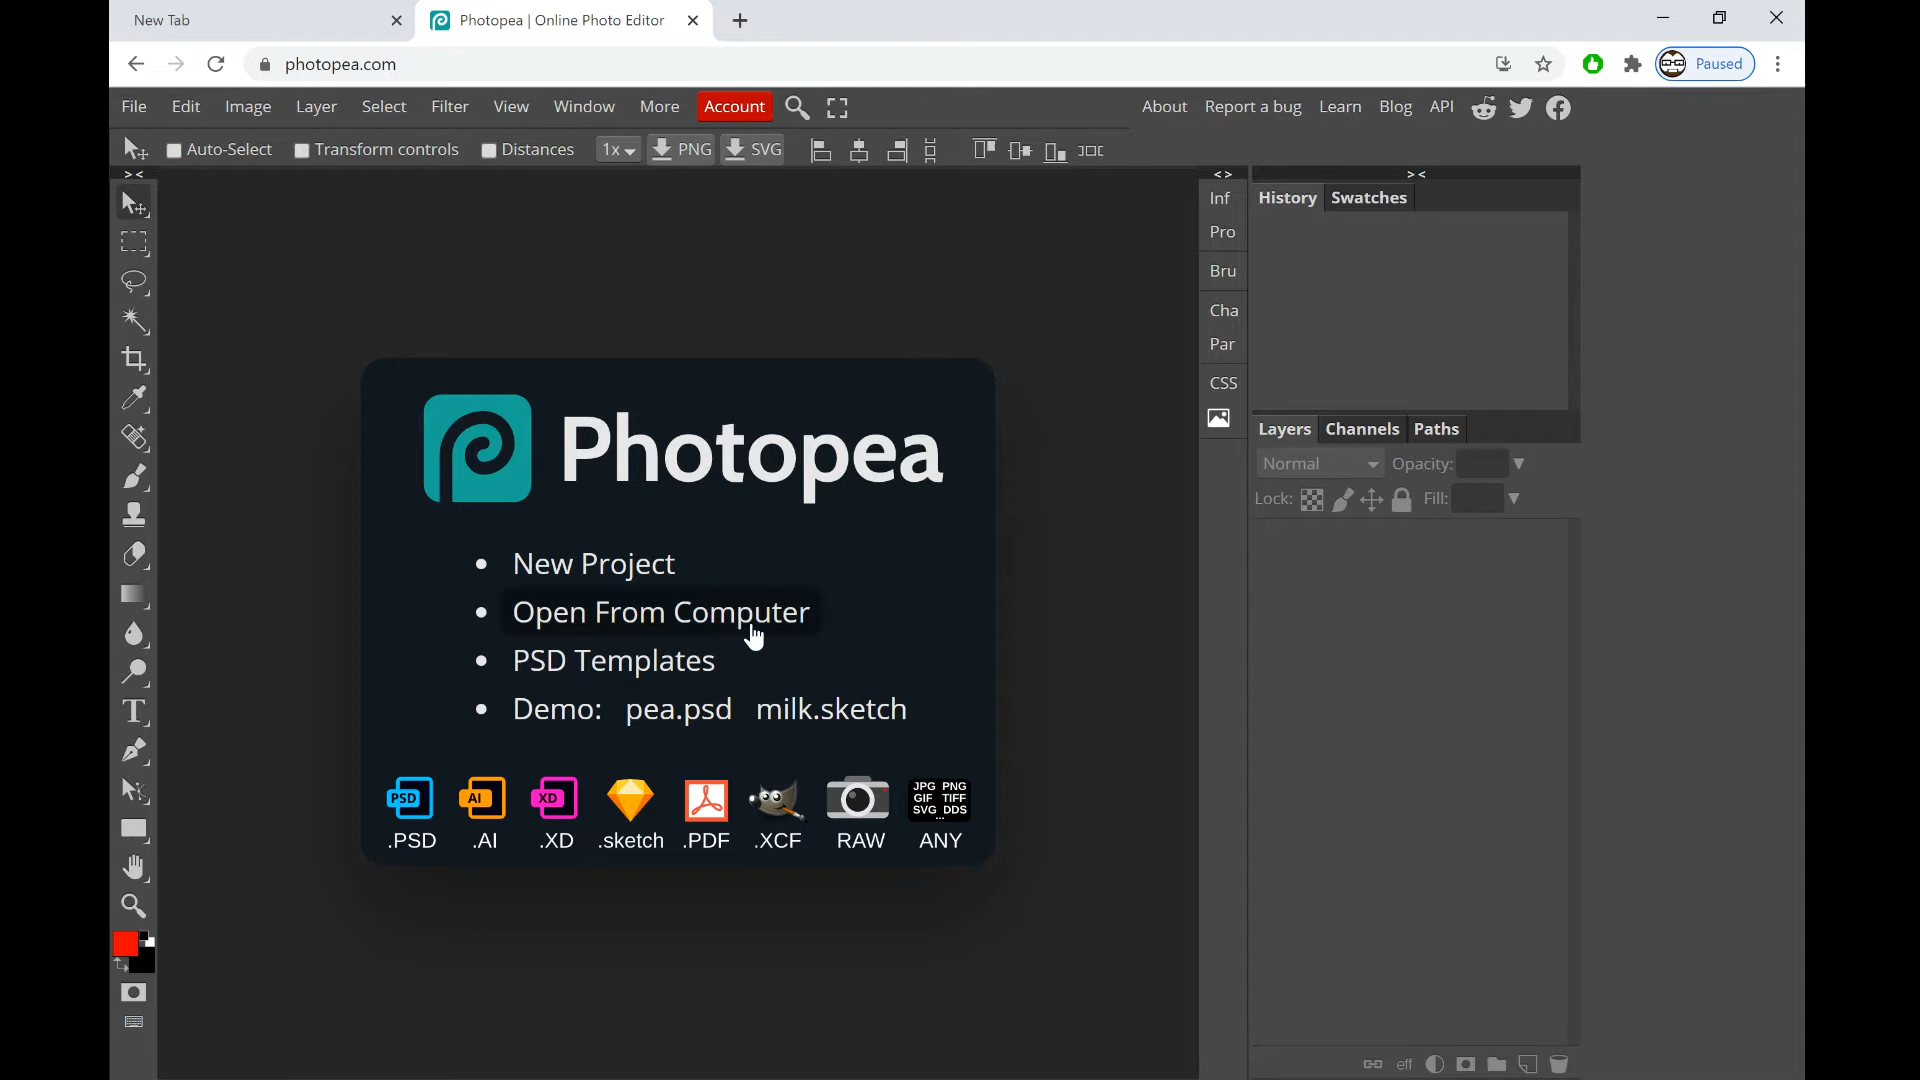 New Tab
Photopea | Online Photo Editor
photopea.com
Paused
File Edit Image Layer Select Filter View Window More Account
About Report a bug Learn Blog API
Auto-Select Transform controls Distances 1x PNG SVG
> <
< >
> <
Inf
Pro
Bru
Cha
Par
CSS
History Swatches
Layers Channels Paths
Normal Opacity:
Lock: Fill:
Photopea
• New Project
• Open From Computer
• PSD Templates
• Demo: pea.psd milk.sketch
PSD AI XD
JPG PNG
GIF TIFF
SVG DDS
...
.PSD .AI .XD .sketch .PDF .XCF RAW ANY
T
eff